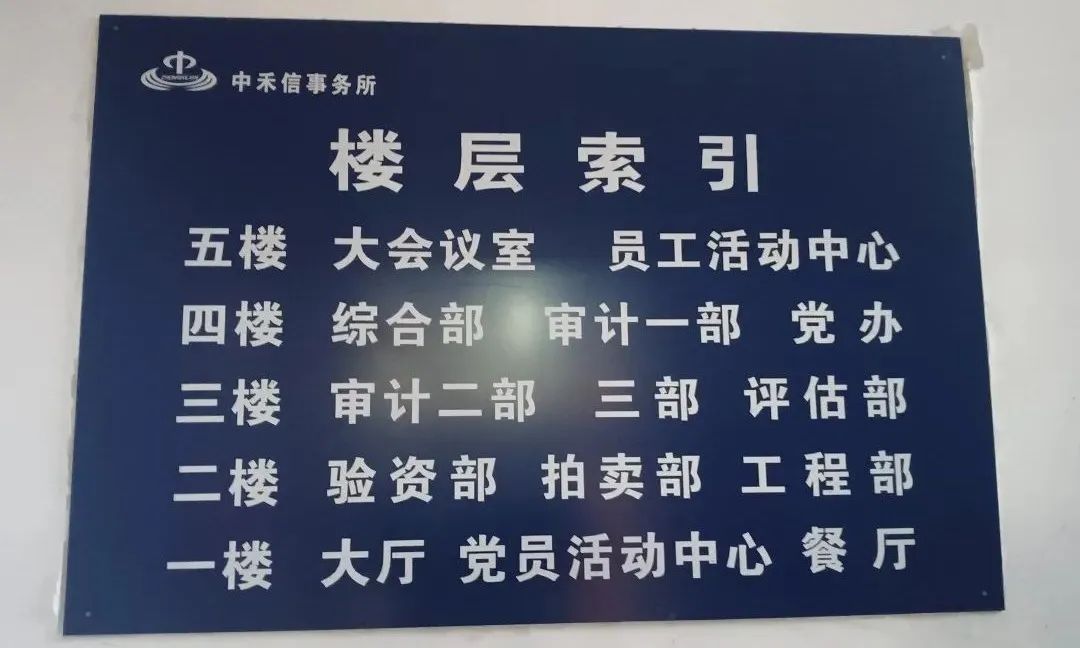 中禾信事务所
楼层索引
五楼 大会议室 员工活动中心
四楼 综合部 审计一部 党办
三楼 审计二部 三部 评估部
二楼 验资部 拍卖部 工程部
一楼 大厅 党员活动中心 餐厅